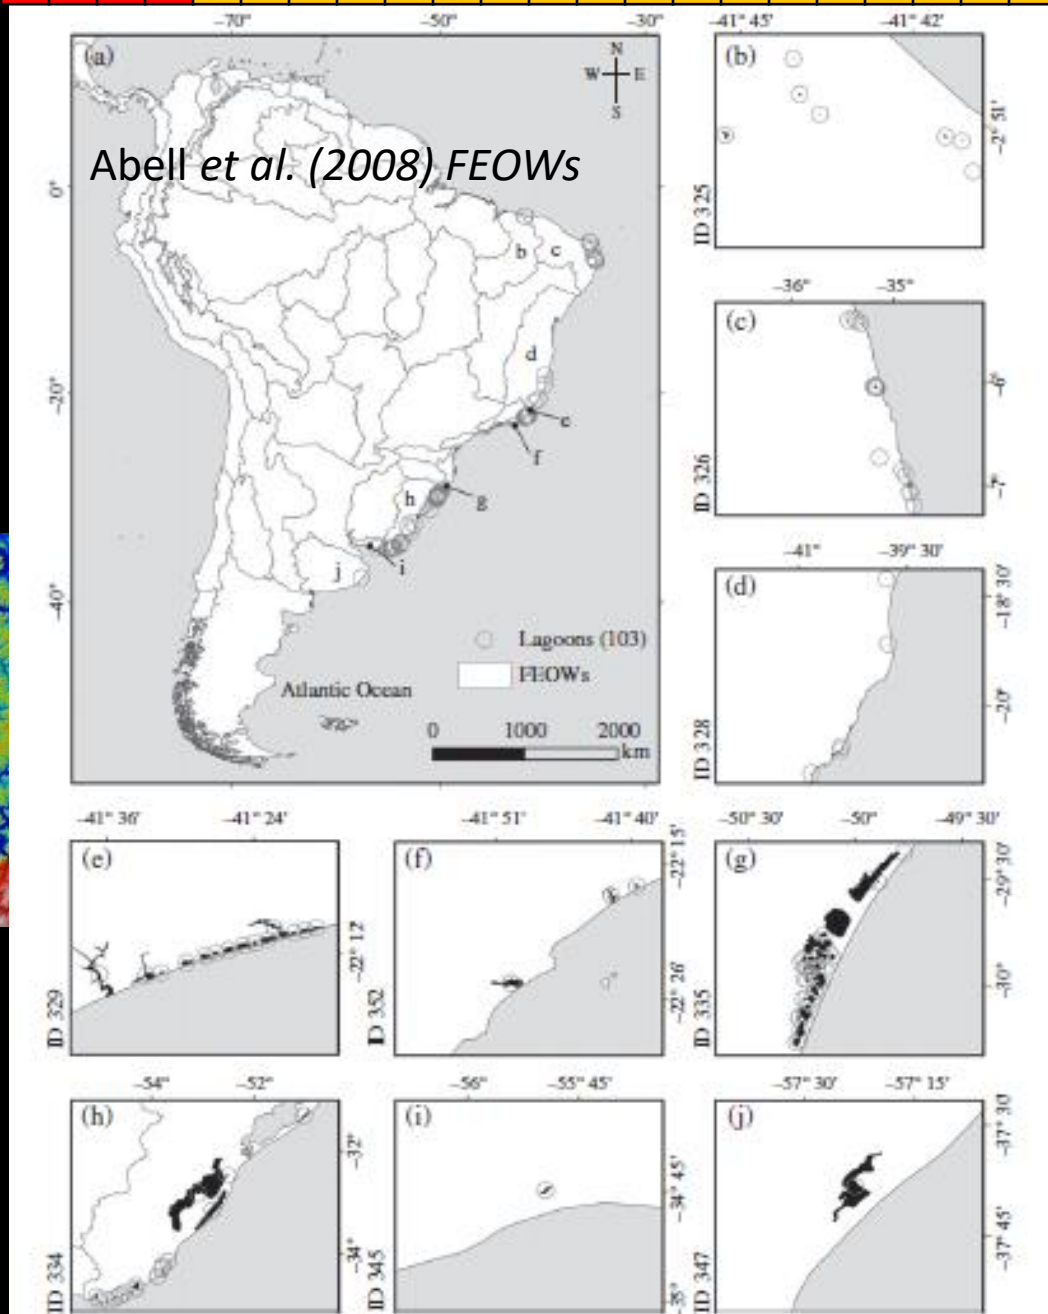 −70° −50° −30°
(a)
N
W E
S
Abell et al. (2008) FEOWs
0°
−20°
−40°
b
c
d
e
f
g
h
i
j
Lagoons (103)
FEOWs
Atlantic Ocean
0 1000 2000
km
−41° 45' −41° 42'
(b)
−2° 51'
ID 325
−36° −35°
(c)
−6°
−7°
ID 326
−41° −39° 30'
(d)
−18° 30'
−20°
ID 328
−41° 36' −41° 24'
(e)
−22° 12'
ID 329
−41° 51' −41° 40'
(f)
−22° 15'
−22° 26'
ID 352
−50° 30' −50° −49° 30'
(g)
−29° 30'
−30°
ID 335
−54° −52°
(h)
−32°
−34°
ID 334
−56° −55° 45'
(i)
−34° 45'
−35°
ID 345
−57° 30' −57° 15'
(j)
−37° 30'
−37° 45'
ID 347